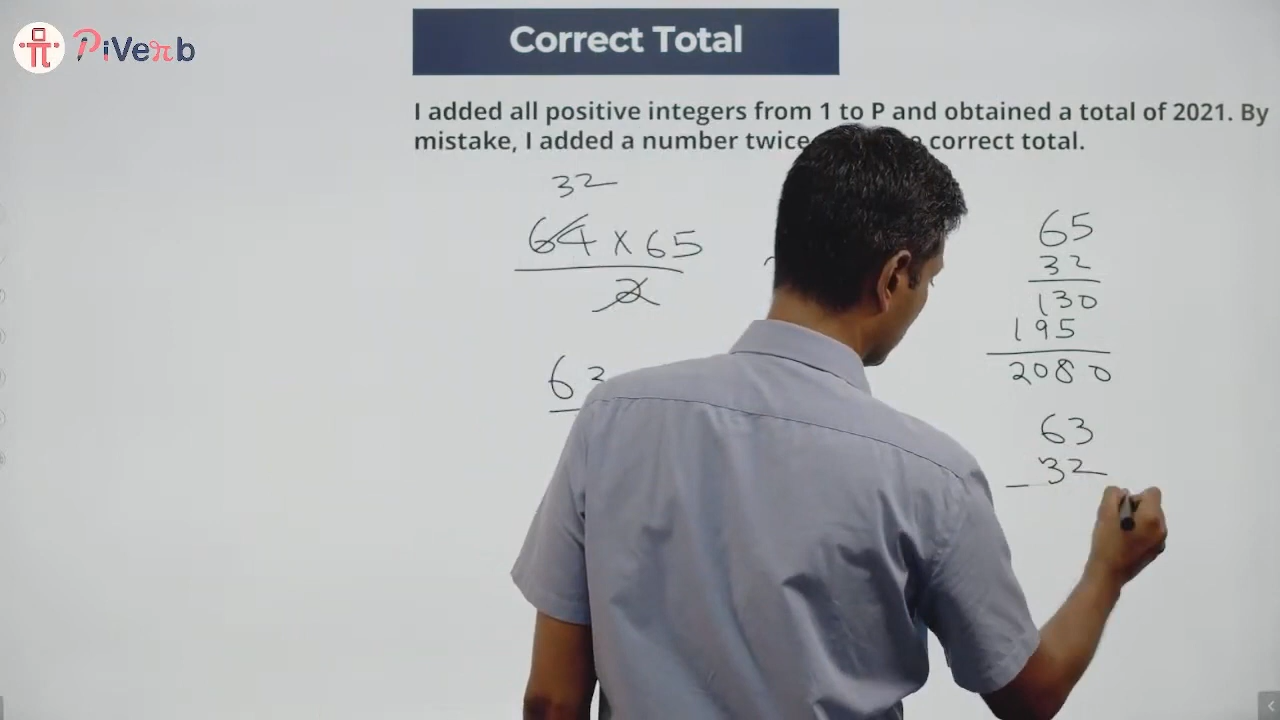 PiVerb
Correct Total
I added all positive integers from 1 to P and obtained a total of 2021. By
mistake, I added a number twice correct total.
32
64 x 65
2
63
65
32
130
195
2080
63
32